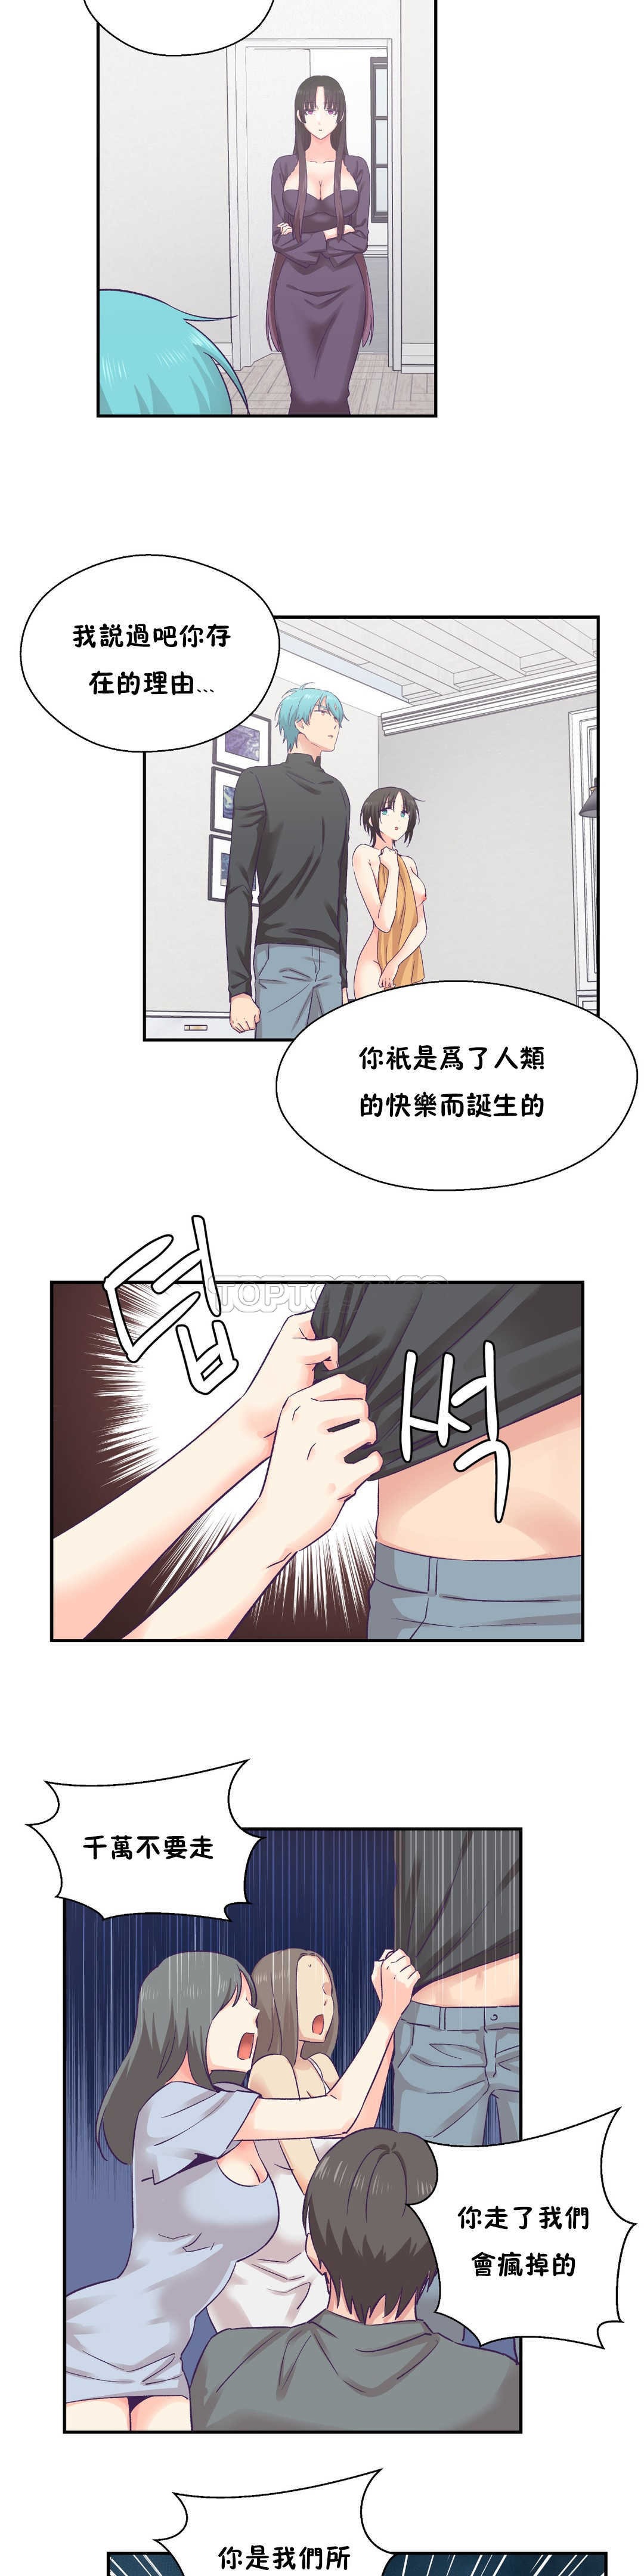 我説過吧你存
在的理由...
你衹是爲了人類
的快樂而誕生的
덥
썩
千萬不要走
你走了我們
會瘋掉的
你是我們所